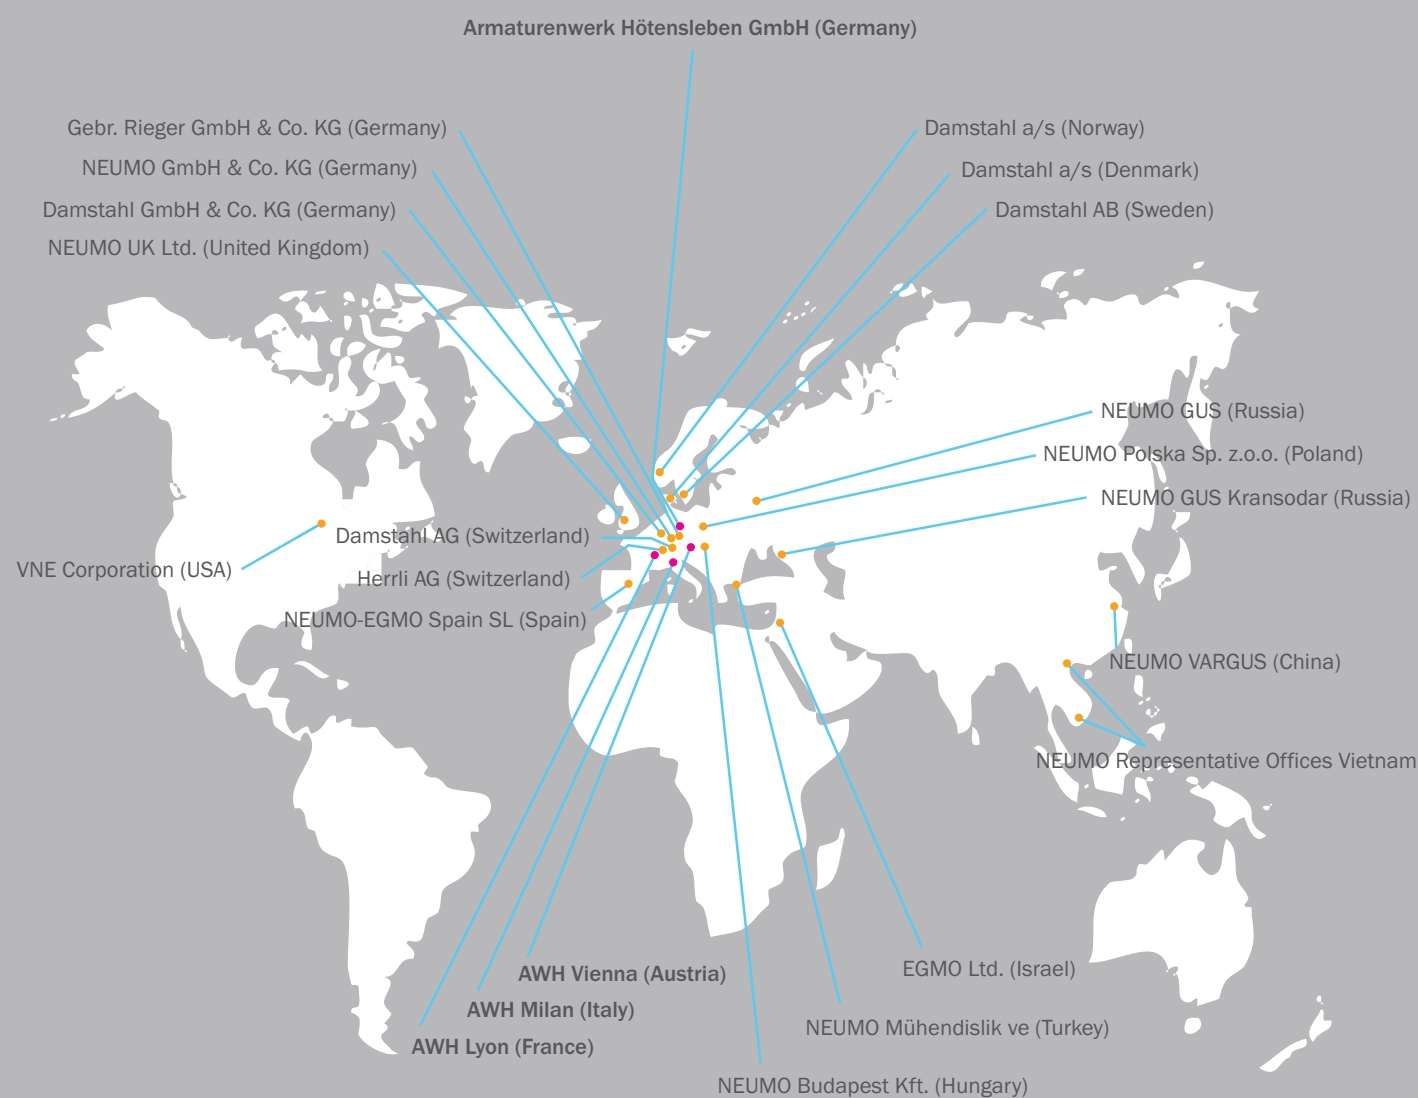 Armaturenwerk Hötensleben GmbH (Germany)
Gebr. Rieger GmbH & Co. KG (Germany)
NEUMO GmbH & Co. KG (Germany)
Damstahl GmbH & Co. KG (Germany)
NEUMO UK Ltd. (United Kingdom)
Damstahl a/s (Norway)
Damstahl a/s (Denmark)
Damstahl AB (Sweden)
NEUMO GUS (Russia)
NEUMO Polska Sp. z.o.o. (Poland)
NEUMO GUS Kransodar (Russia)
Damstahl AG (Switzerland)
VNE Corporation (USA)
Herrli AG (Switzerland)
NEUMO-EGMO Spain SL (Spain)
NEUMO VARGUS (China)
NEUMO Representative Offices Vietnam
AWH Vienna (Austria)
AWH Milan (Italy)
AWH Lyon (France)
EGMO Ltd. (Israel)
NEUMO Mühendislik ve (Turkey)
NEUMO Budapest Kft. (Hungary)